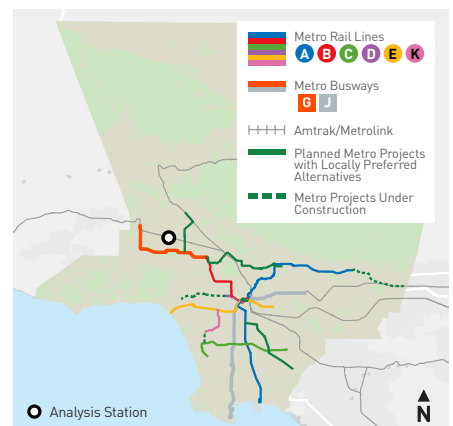 Metro Rail Lines
A B C D E K
Metro Busways
G J
Amtrak/Metrolink
Planned Metro Projects
with Locally Preferred
Alternatives
Metro Projects Under
Construction
Analysis Station
N